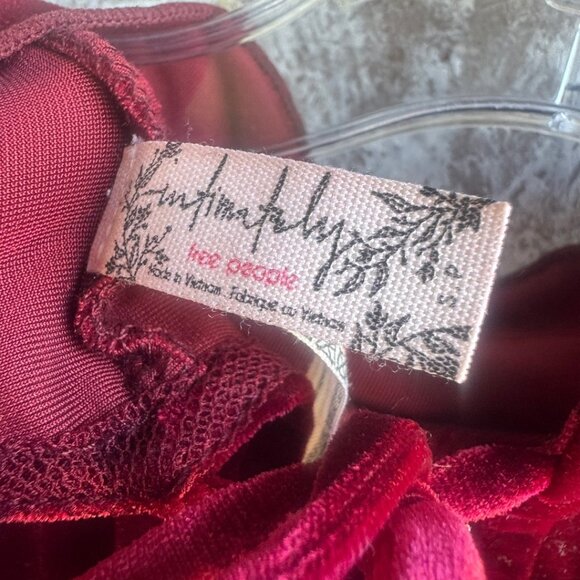 intimately
free people
Made in Vietnam . Fabriqué au Vietnam
S . P